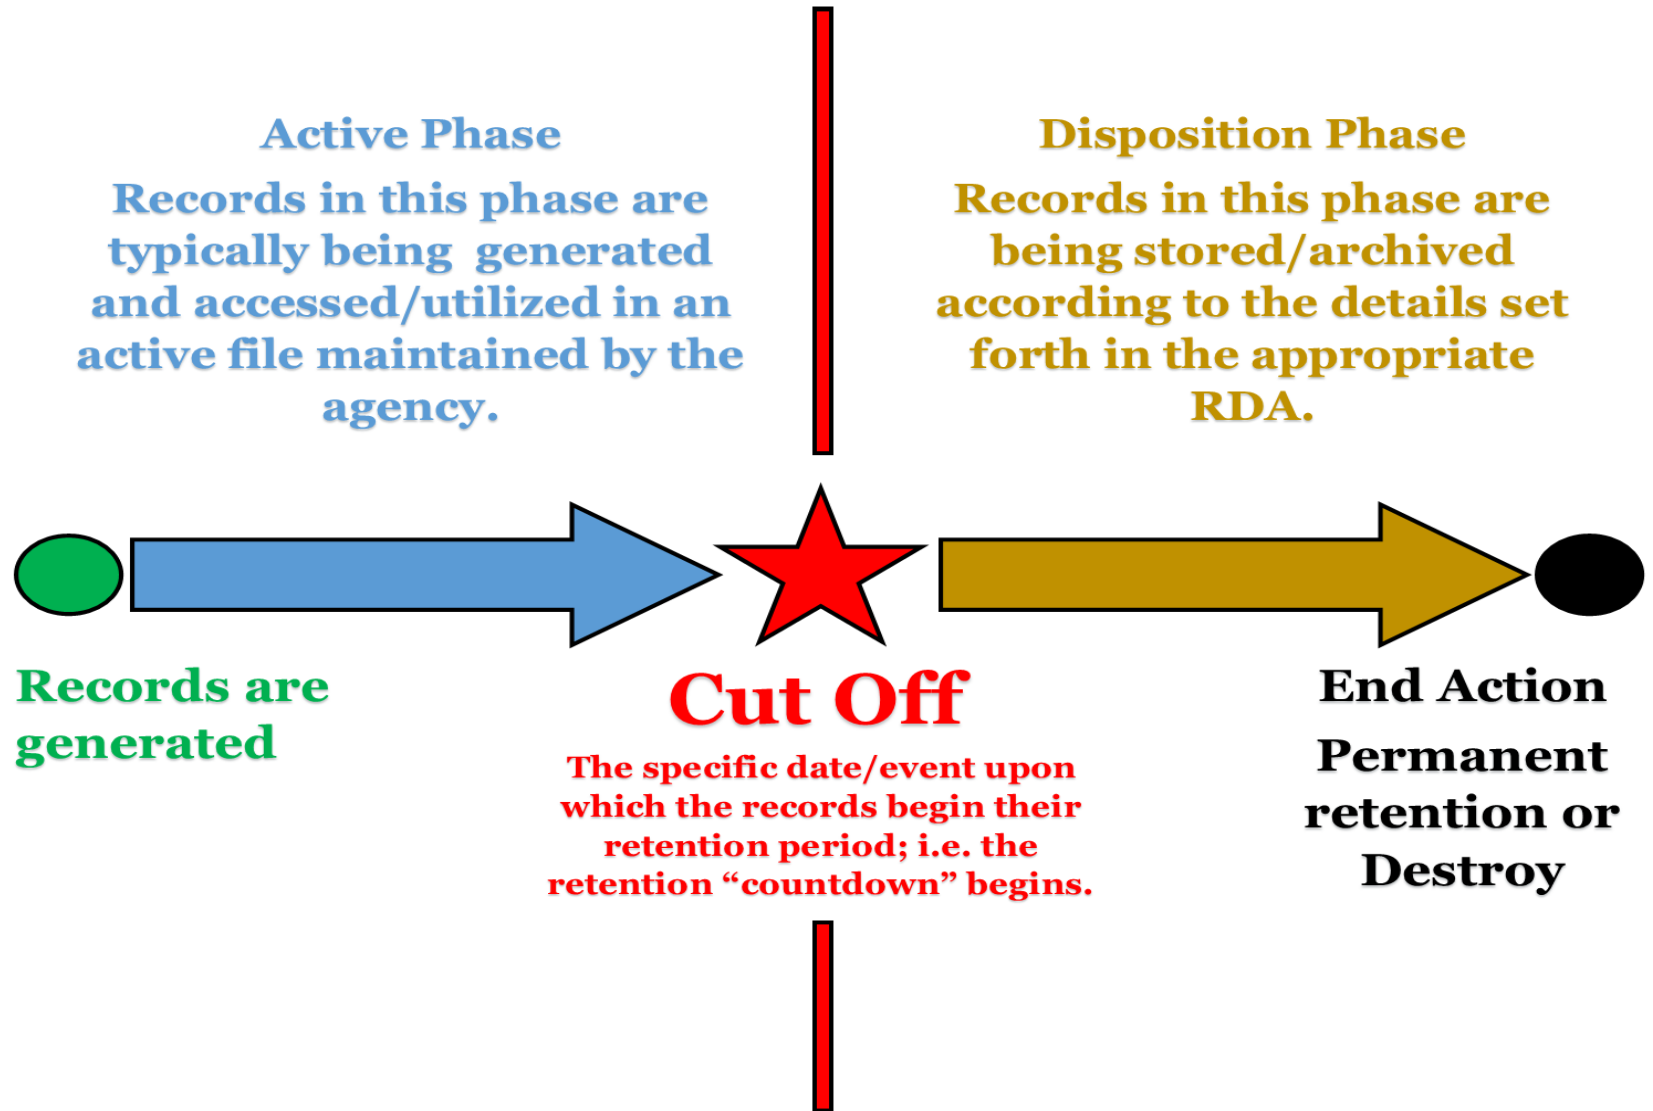 Active Phase
Records in this phase are
typically being  generated
and accessed/utilized in an
active file maintained by the
agency.
Disposition Phase
Records in this phase are
being stored/archived
according to the details set
forth in the appropriate
RDA.
Records are
generated
Cut Off
The specific date/event upon
which the records begin their
retention period; i.e. the
retention “countdown” begins.
End Action
Permanent
retention or
Destroy